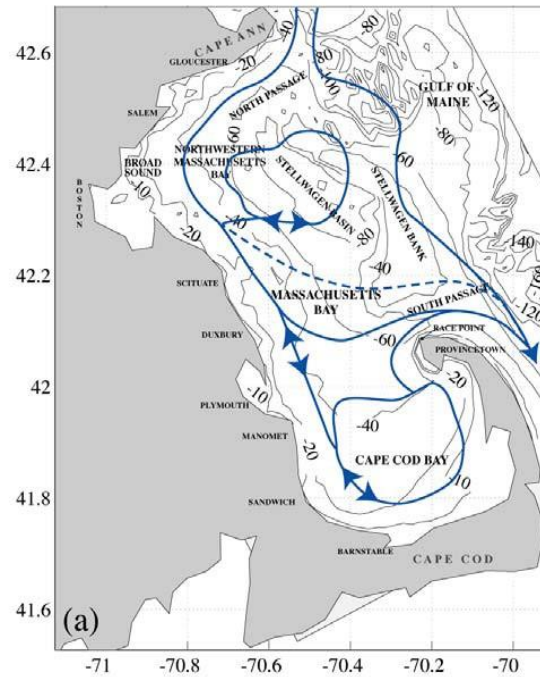 42.6
42.4
42.2
42
41.8
41.6
-71
-70.8
-70.6
-70.4
-70.2
-70
(a)
CAPE ANN
GLOUCESTER
-40
-20
-80
-80
-100
NORTH PASSAGE
GULF OF
MAINE
-120
-80
SALEM
60
-60
NORTHWESTERN
MASSACHUSETTS
BAY
BROAD
SOUND
-10
BOSTON
STELLWAGEN BASIN
STELLWAGEN BANK
-40
-80
-20
140
-40
-120
SCITUATE
MASSACHUSETTS
BAY
SOUTH PASSAGE
DUXBURY
-60
RACE POINT
PROVINCETOWN
-20
-10
PLYMOUTH
-40
MANOMET
-20
CAPE COD BAY
-10
SANDWICH
BARNSTABLE
CAPE COD